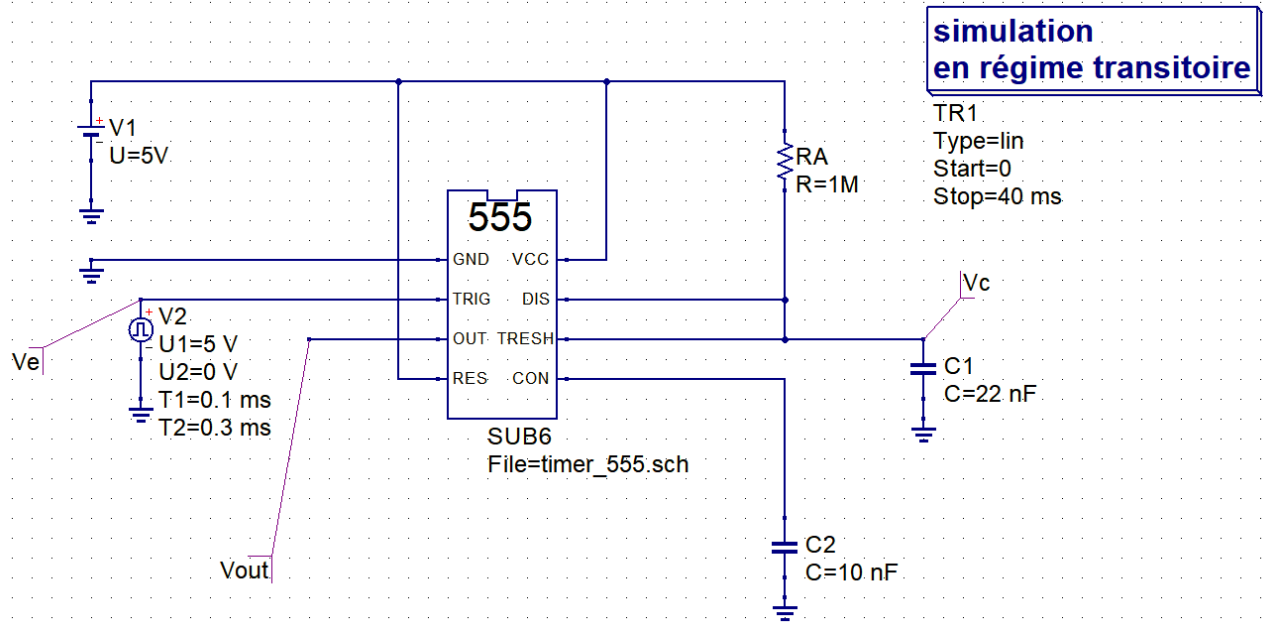 simulation
en régime transitoire
TR1
Type=lin
Start=0
Stop=40 ms
+
V1
-
U=5V
RA
R=1M
555
GND VCC
TRIG DIS
OUT TRESH
RES CON
SUB6
File=timer_555.sch
Ve
+
V2
-
U1=5 V
U2=0 V
T1=0.1 ms
T2=0.3 ms
Vout
Vc
C1
C=22 nF
C2
C=10 nF